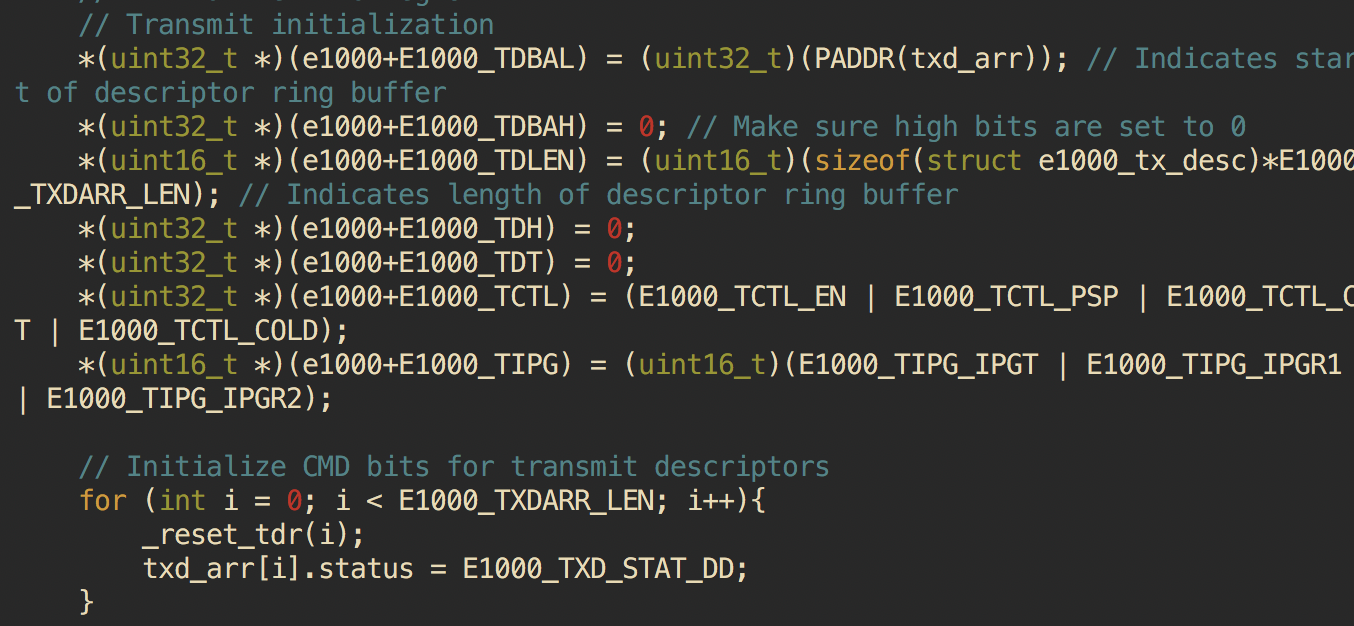 // Transmit initialization
*(uint32_t *)(e1000+E1000_TDBAL) = (uint32_t)(PADDR(txd_arr)); // Indicates star
t of descriptor ring buffer
*(uint32_t *)(e1000+E1000_TDBAH) = 0; // Make sure high bits are set to 0
*(uint16_t *)(e1000+E1000_TDLEN) = (uint16_t)(sizeof(struct e1000_tx_desc)*E1000
_TXDARR_LEN); // Indicates length of descriptor ring buffer
*(uint32_t *)(e1000+E1000_TDH) = 0;
*(uint32_t *)(e1000+E1000_TDT) = 0;
*(uint32_t *)(e1000+E1000_TCTL) = (E1000_TCTL_EN | E1000_TCTL_PSP | E1000_TCTL_C
T | E1000_TCTL_COLD);
*(uint16_t *)(e1000+E1000_TIPG) = (uint16_t)(E1000_TIPG_IPGT | E1000_TIPG_IPGR1
| E1000_TIPG_IPGR2);
// Initialize CMD bits for transmit descriptors
for (int i = 0; i < E1000_TXDARR_LEN; i++){
_reset_tdr(i);
txd_arr[i].status = E1000_TXD_STAT_DD;
}